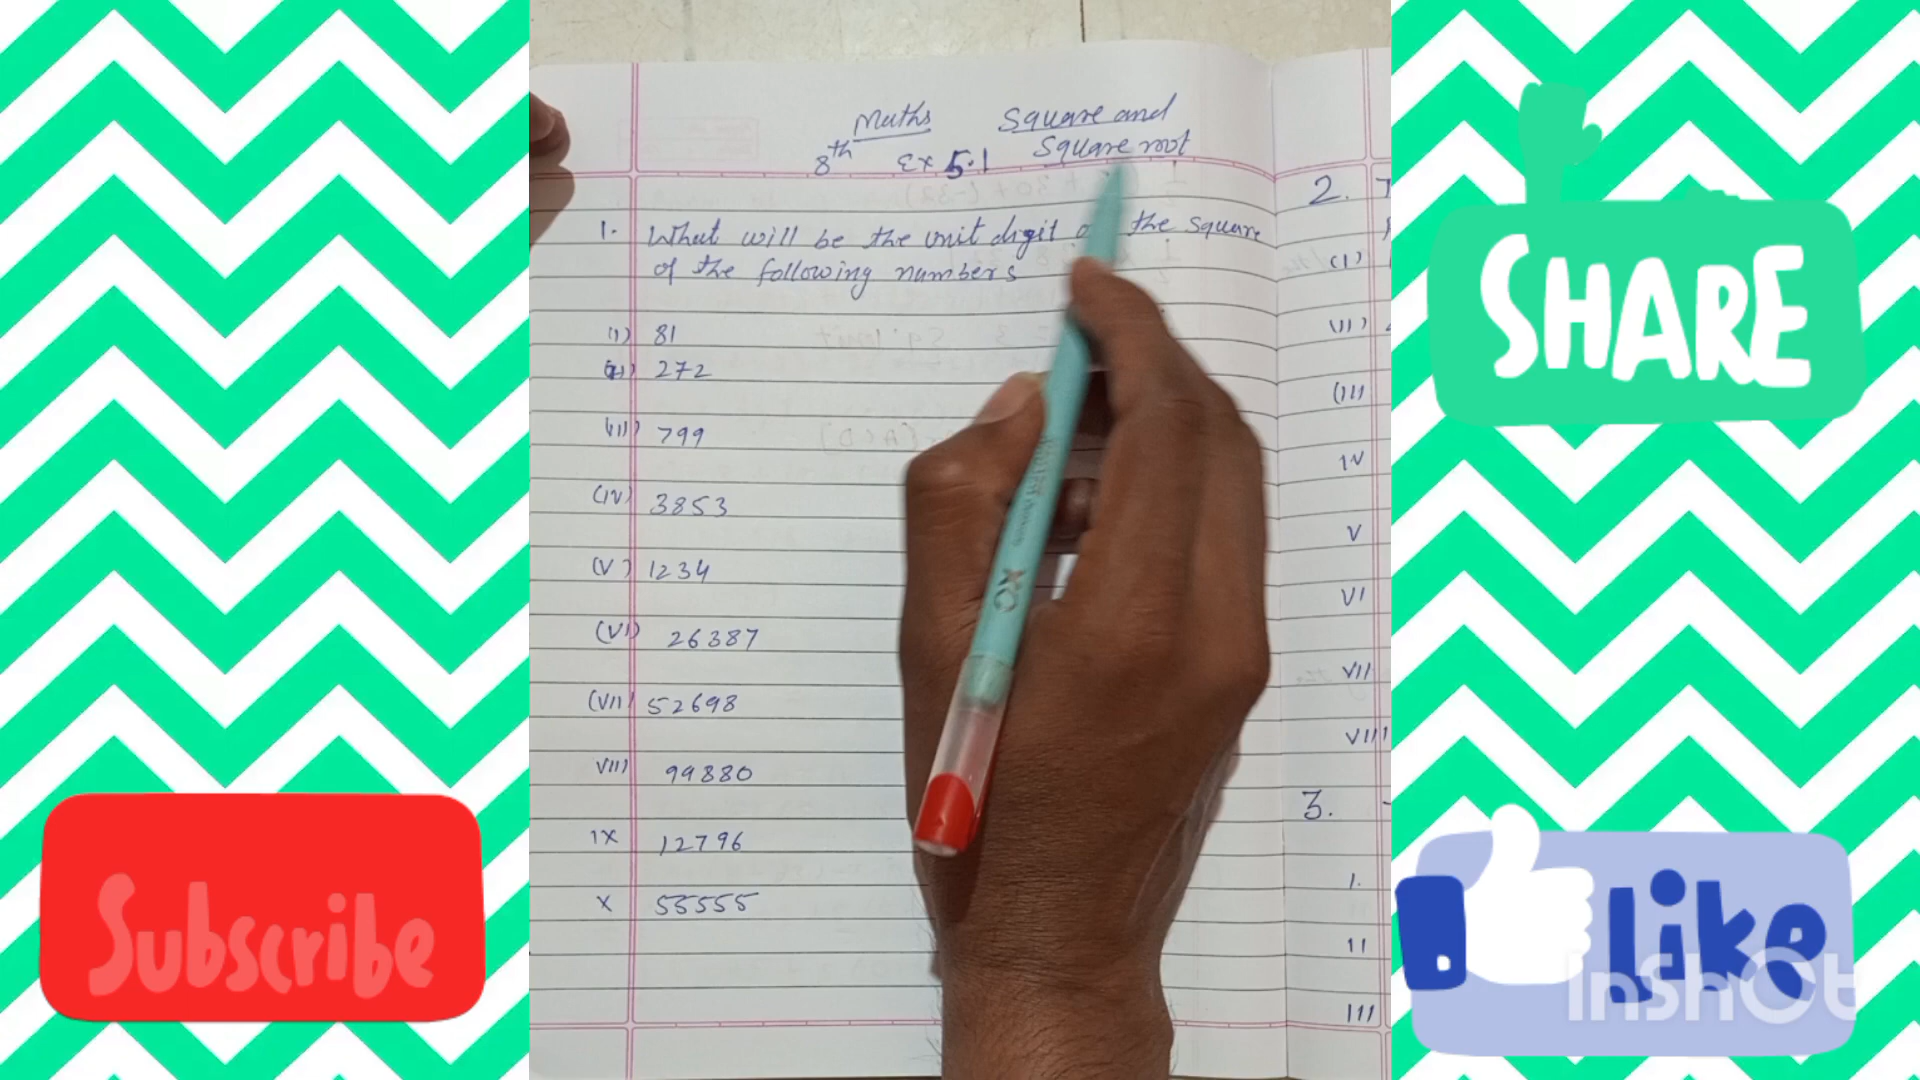 Maths
Square and
Square root
8th Ex 5.1
1. What will be the unit digit of the square
of the following numbers
(i) 81
(ii) 272
(iii) 799
(iv) 3853
(v) 1234
(vi) 26387
(vii) 52698
viii) 99880
ix 12796
x 55555
2.
(i)
(ii)
(iii
iv
v
vi
vii
viii
3.
i.
ii
iii
SHARE
Subscribe
Like
InShOt